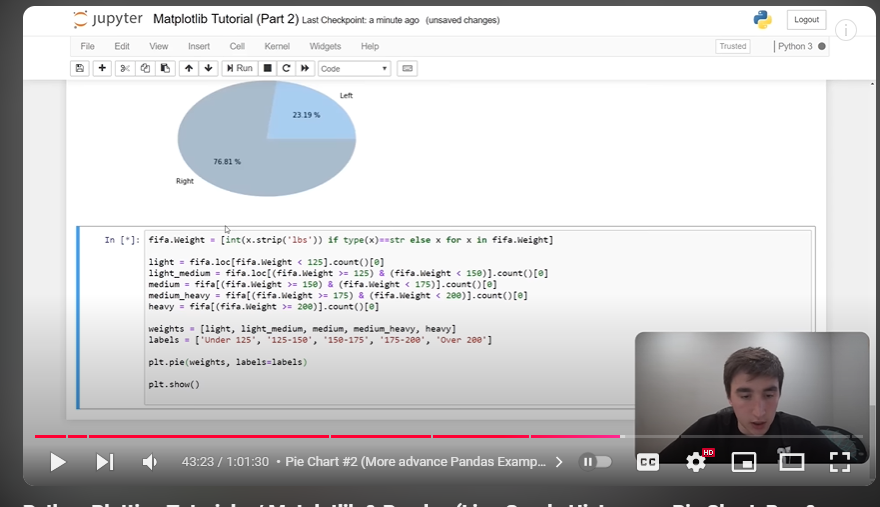 jupyter Matplotlib Tutorial (Part 2) Last Checkpoint: a minute ago (unsaved changes)
Logout
File Edit View Insert Cell Kernel Widgets Help
Trusted
Python 3
Run
Code
Left
23.19 %
76.81 %
Right
In [*]:
fifa.Weight = [int(x.strip('lbs')) if type(x)==str else x for x in fifa.Weight]
light = fifa.loc[fifa.Weight < 125].count()[0]
light_medium = fifa.loc[(fifa.Weight >= 125) & (fifa.Weight < 150)].count()[0]
medium = fifa[(fifa.Weight >= 150) & (fifa.Weight < 175)].count()[0]
medium_heavy = fifa[(fifa.Weight >= 175) & (fifa.Weight < 200)].count()[0]
heavy = fifa[(fifa.Weight >= 200)].count()[0]
weights = [light, light_medium, medium, medium_heavy, heavy]
labels = ['Under 125', '125-150', '150-175', '175-200', 'Over 200']
plt.pie(weights, labels=labels)
plt.show()
43:23 / 1:01:30 • Pie Chart #2 (More advance Pandas Examp...
CC
HD